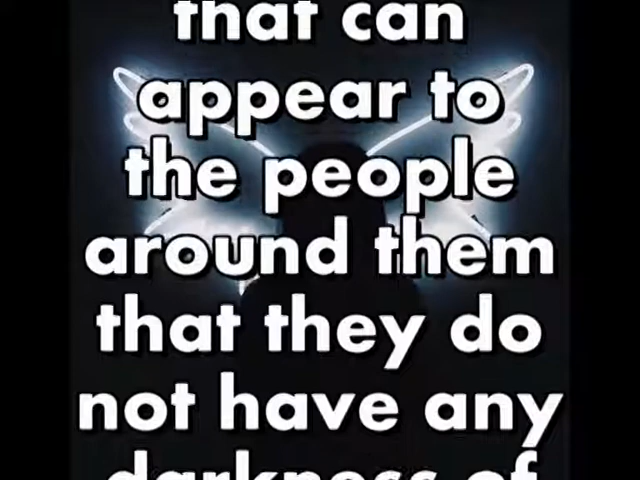 that can
appear to
the people
around them
that they do
not have any
darkness of